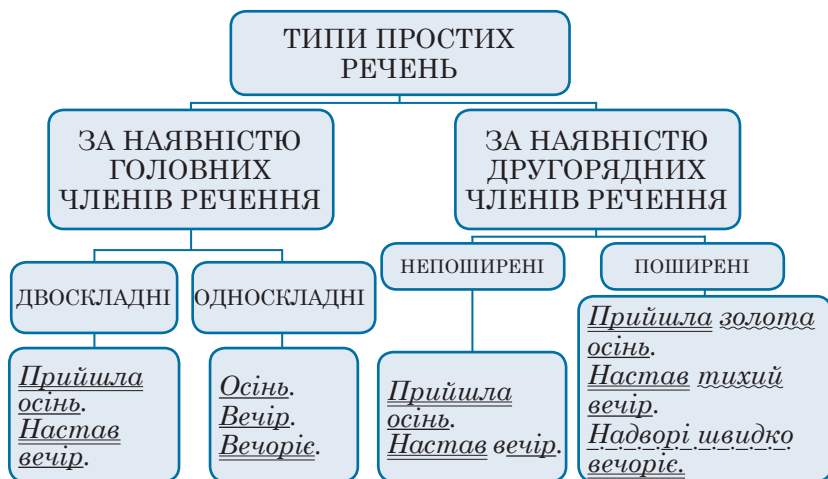 ТИПИ ПРОСТИХ
РЕЧЕНЬ
ЗА НАЯВНІСТЮ
ГОЛОВНИХ
ЧЛЕНІВ РЕЧЕННЯ
ЗА НАЯВНІСТЮ
ДРУГОРЯДНИХ
ЧЛЕНІВ РЕЧЕННЯ
ДВОСКЛАДНІ
ОДНОСКЛАДНІ
НЕПОШИРЕНІ
ПОШИРЕНІ
Прийшла
осінь.
Настав
вечір.
Осінь.
Вечір.
Вечоріє.
Прийшла
осінь.
Настав вечір.
Прийшла золота
осінь.
Настав тихий
вечір.
Надворі швидко
вечоріє.